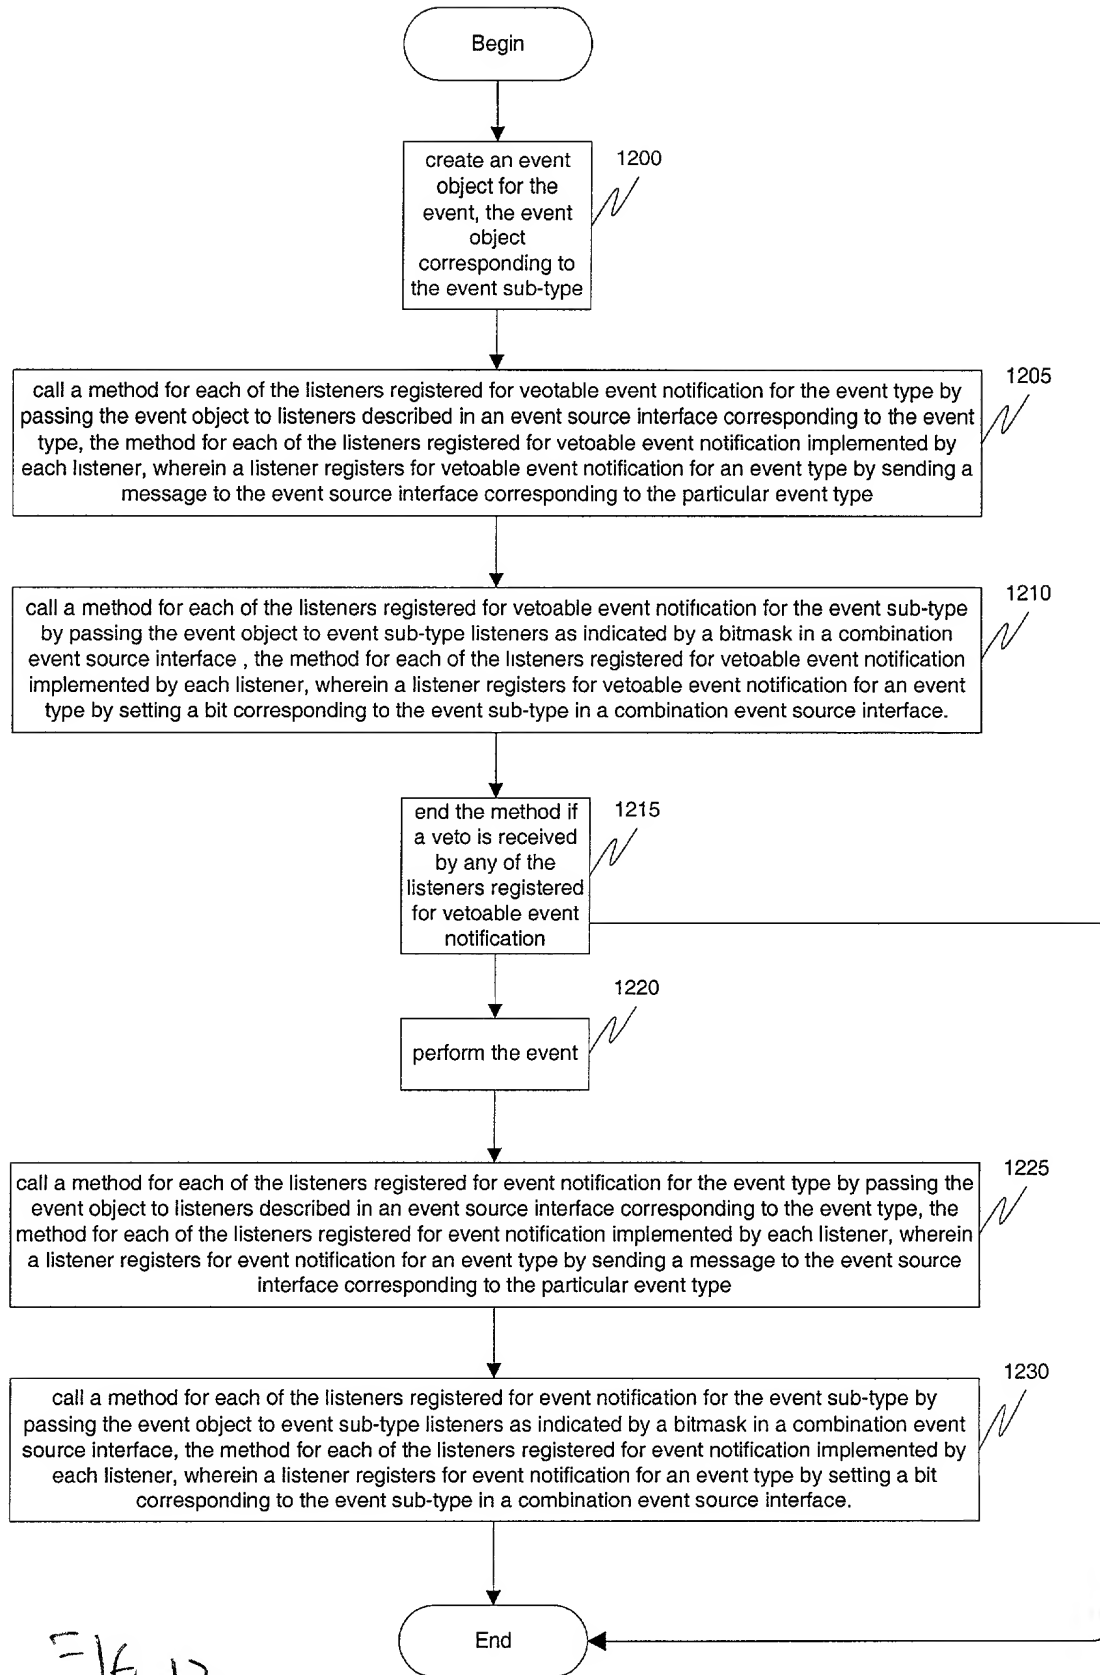 Begin
create an event
object for the
event, the event
object
corresponding to
the event sub-type
1200
call a method for each of the listeners registered for veotable event notification for the event type by
passing the event object to listeners described in an event source interface corresponding to the event
type, the method for each of the listeners registered for vetoable event notification implemented by
each listener, wherein a listener registers for vetoable event notification for an event type by sending a
message to the event source interface corresponding to the particular event type
1205
call a method for each of the listeners registered for vetoable event notification for the event sub-type
by passing the event object to event sub-type listeners as indicated by a bitmask in a combination
event source interface , the method for each of the listeners registered for vetoable event notification
implemented by each listener, wherein a listener registers for vetoable event notification for an event
type by setting a bit corresponding to the event sub-type in a combination event source interface.
1210
end the method if
a veto is received
by any of the
listeners registered
for vetoable event
notification
1215
perform the event
1220
call a method for each of the listeners registered for event notification for the event type by passing the
event object to listeners described in an event source interface corresponding to the event type, the
method for each of the listeners registered for event notification implemented by each listener, wherein
a listener registers for event notification for an event type by sending a message to the event source
interface corresponding to the particular event type
1225
call a method for each of the listeners registered for event notification for the event sub-type by
passing the event object to event sub-type listeners as indicated by a bitmask in a combination event
source interface, the method for each of the listeners registered for event notification implemented by
each listener, wherein a listener registers for event notification for an event type by setting a bit
corresponding to the event sub-type in a combination event source interface.
1230
End